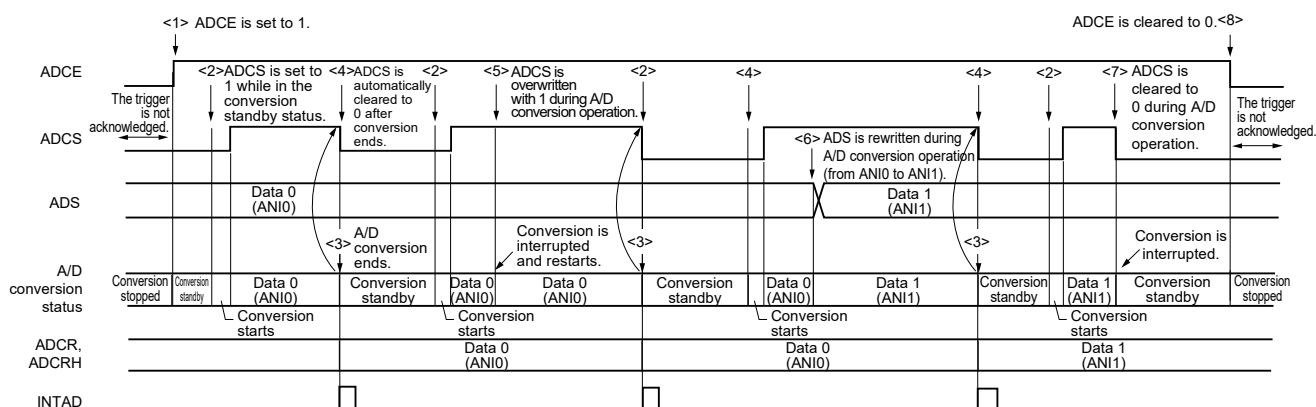 <1> ADCE is set to 1.
ADCE is cleared to 0. <8>
ADCE
The trigger
is not
acknowledged.
<2> ADCS is set to
1 while in the
conversion
standby status.
<4> ADCS is
automatically
cleared to
0 after
conversion
ends.
<2>
<5> ADCS is
overwritten
with 1 during A/D
conversion operation.
<2>
<4>
<4>
<2>
<7> ADCS is
cleared to
0 during A/D
conversion
operation.
The trigger
is not
acknowledged.
ADCS
<6> ADS is rewritten during
A/D conversion operation
(from ANI0 to ANI1).
ADS
Data 0
(ANI0)
Data 1
(ANI1)
<3> A/D
conversion
ends.
Conversion is
interrupted
and restarts.
<3>
<3>
Conversion is
interrupted.
A/D
conversion
status
Conversion
stopped
Conversion
standby
Data 0
(ANI0)
Conversion
standby
Data 0
(ANI0)
Data 0
(ANI0)
Conversion
standby
Data 0
(ANI0)
Data 1
(ANI1)
Conversion
standby
Data 1
(ANI1)
Conversion
standby
Conversion
stopped
Conversion
starts
Conversion
starts
Conversion
starts
Conversion
starts
ADCR,
ADCRH
Data 0
(ANI0)
Data 0
(ANI0)
Data 1
(ANI1)
INTAD